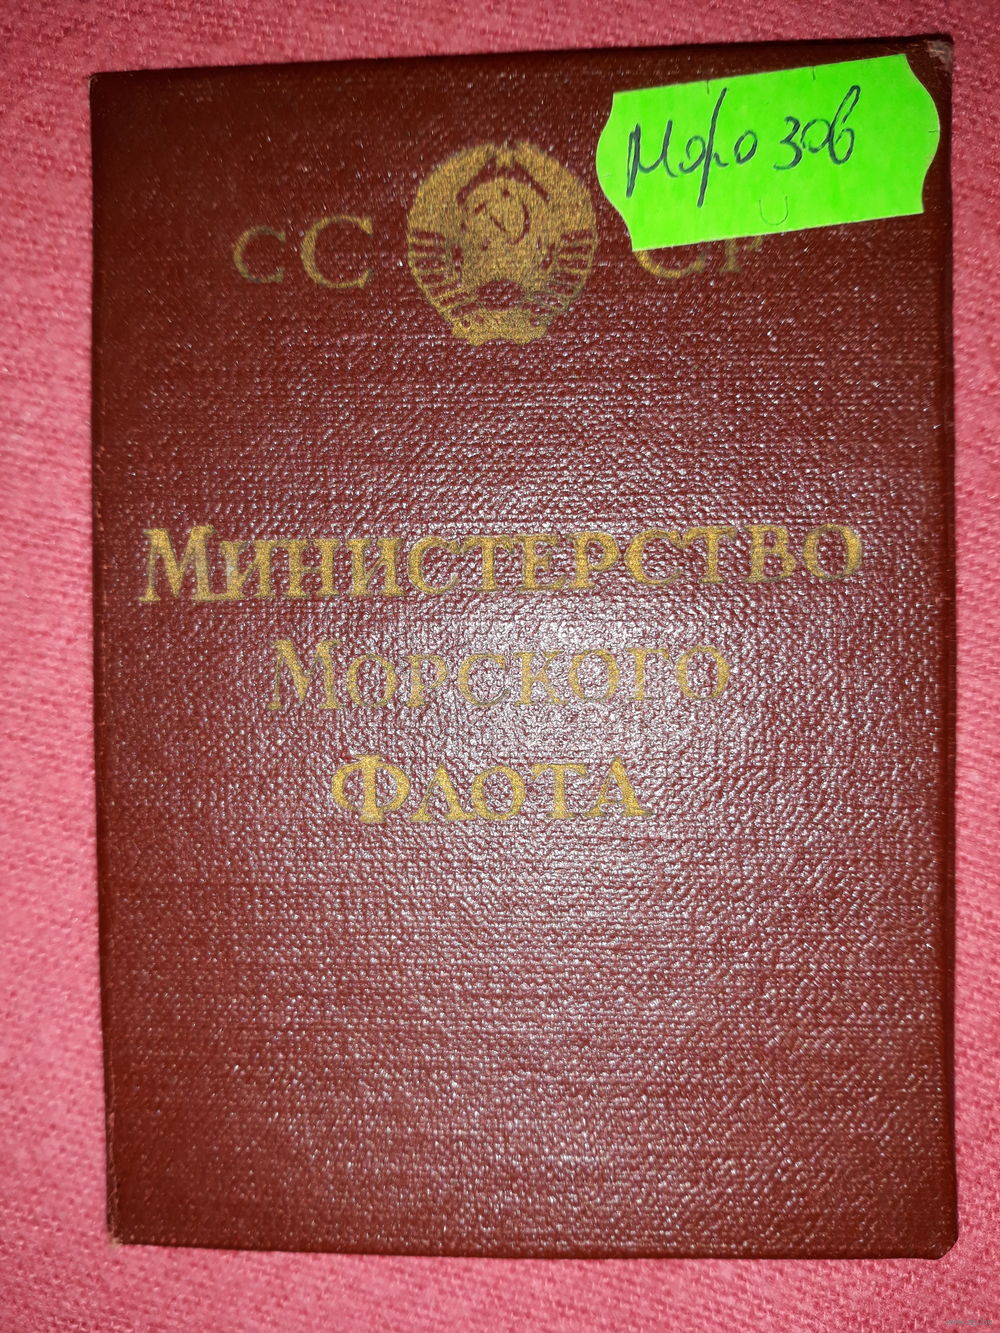 Морозов
СССР
Министерство
Морского
Флота